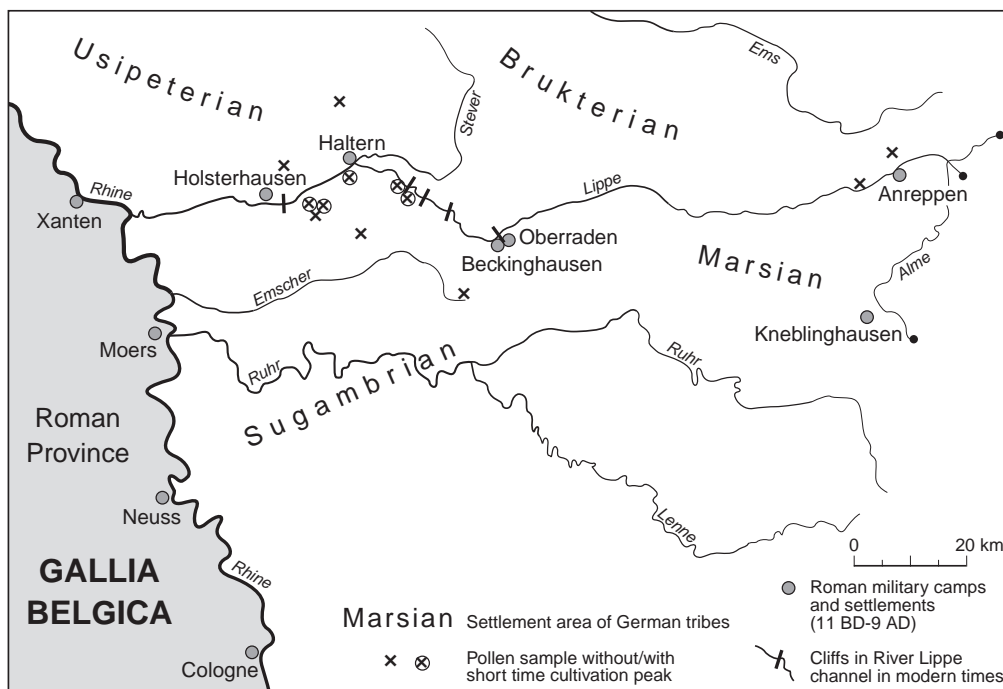 Usipeterian
Brukterian
Ems
Stever
Haltern
Holsterhausen
Rhine
Xanten
Lippe
Anreppen
Oberraden
Beckinghausen
Marsian
Alme
Emscher
Kneblinghausen
Moers
Ruhr
Sugambrian
Ruhr
Roman
Province
Neuss
Lenne
0 20 km
GALLIA
BELGICA
Rhine
Cologne
Marsian Settlement area of German tribes
Pollen sample without/with
short time cultivation peak
Roman military camps
and settlements
(11 BD-9 AD)
Cliffs in River Lippe
channel in modern times